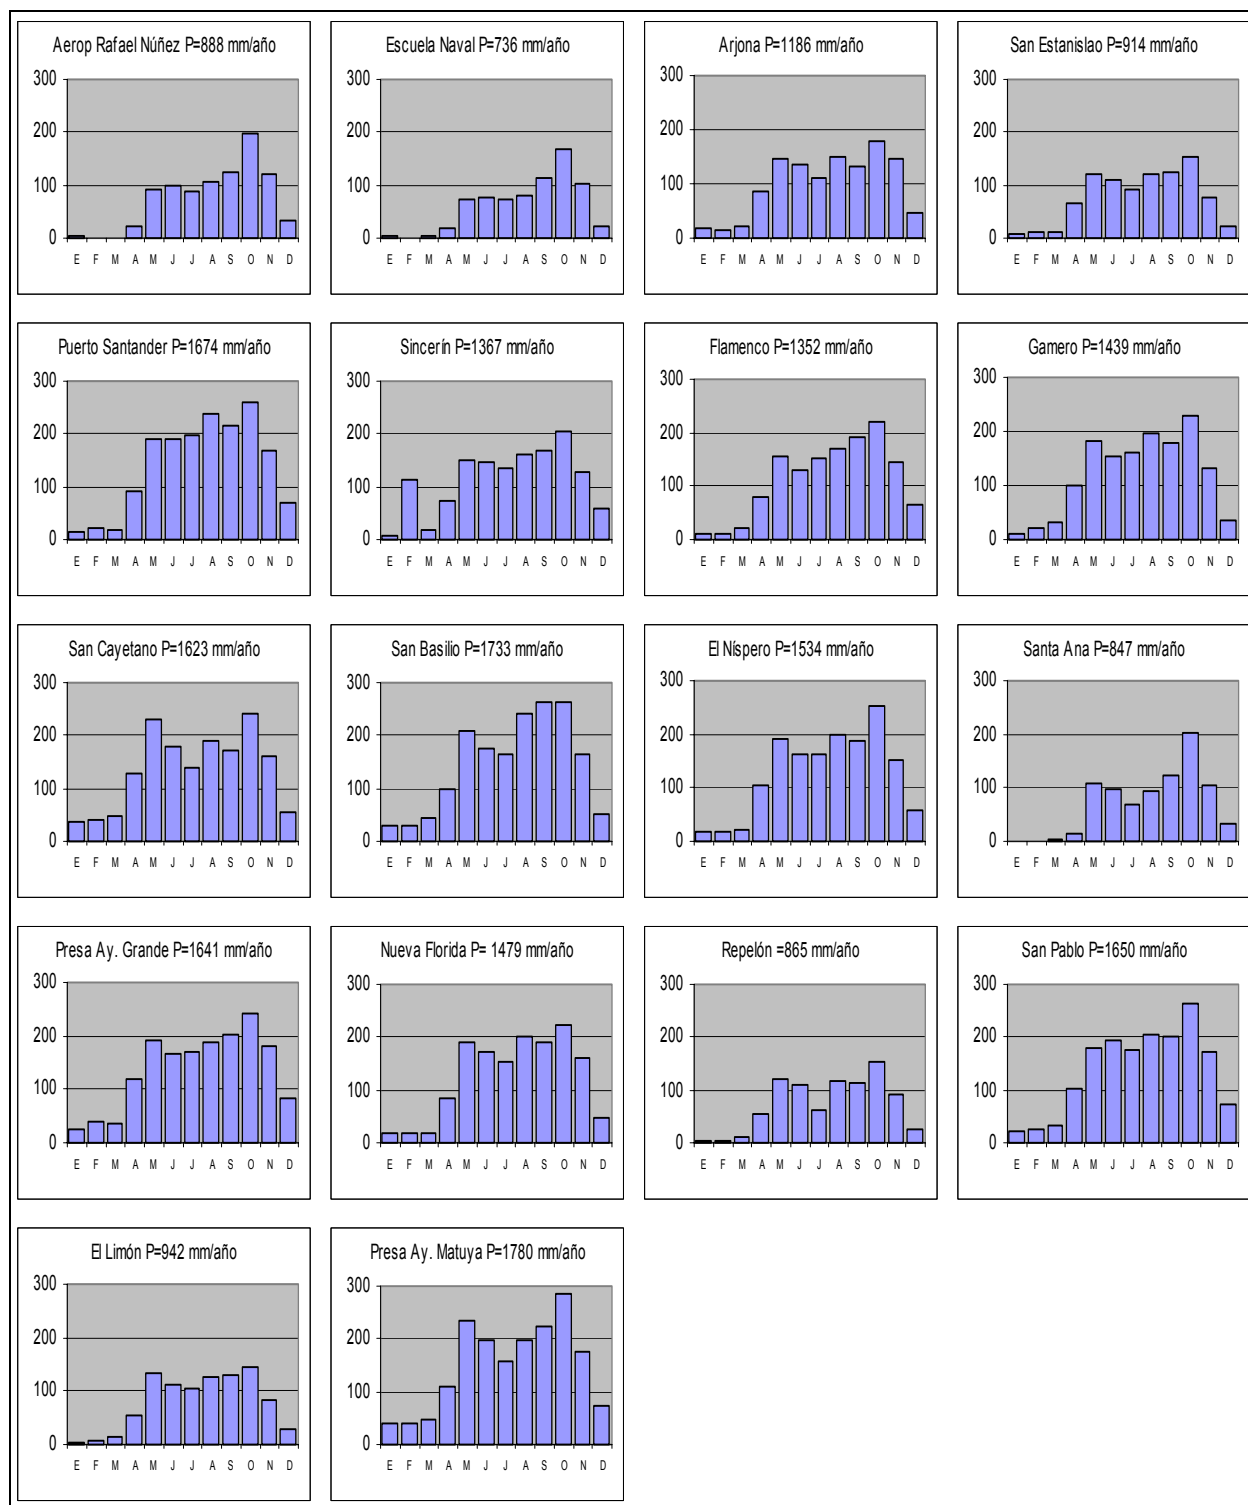 Aerop Rafael Núñez P=888 mm/año
300
200
100
0
E F M A M J J A S O N D
Escuela Naval P=736 mm/año
300
200
100
0
E F M A M J J A S O N D
Arjona P=1186 mm/año
300
200
100
0
E F M A M J J A S O N D
San Estanislao P=914 mm/año
300
200
100
0
E F M A M J J A S O N D
Puerto Santander P=1674 mm/año
300
200
100
0
E F M A M J J A S O N D
Sincerín P=1367 mm/año
300
200
100
0
E F M A M J J A S O N D
Flamenco P=1352 mm/año
300
200
100
0
E F M A M J J A S O N D
Gamero P=1439 mm/año
300
200
100
0
E F M A M J J A S O N D
San Cayetano P=1623 mm/año
300
200
100
0
E F M A M J J A S O N D
San Basilio P=1733 mm/año
300
200
100
0
E F M A M J J A S O N D
El Níspero P=1534 mm/año
300
200
100
0
E F M A M J J A S O N D
Santa Ana P=847 mm/año
300
200
100
0
E F M A M J J A S O N D
Presa Ay. Grande P=1641 mm/año
300
200
100
0
E F M A M J J A S O N D
Nueva Florida P= 1479 mm/año
300
200
100
0
E F M A M J J A S O N D
Repelón =865 mm/año
300
200
100
0
E F M A M J J A S O N D
San Pablo P=1650 mm/año
300
200
100
0
E F M A M J J A S O N D
El Limón P=942 mm/año
300
200
100
0
E F M A M J J A S O N D
Presa Ay. Matuya P=1780 mm/año
300
200
100
0
E F M A M J J A S O N D